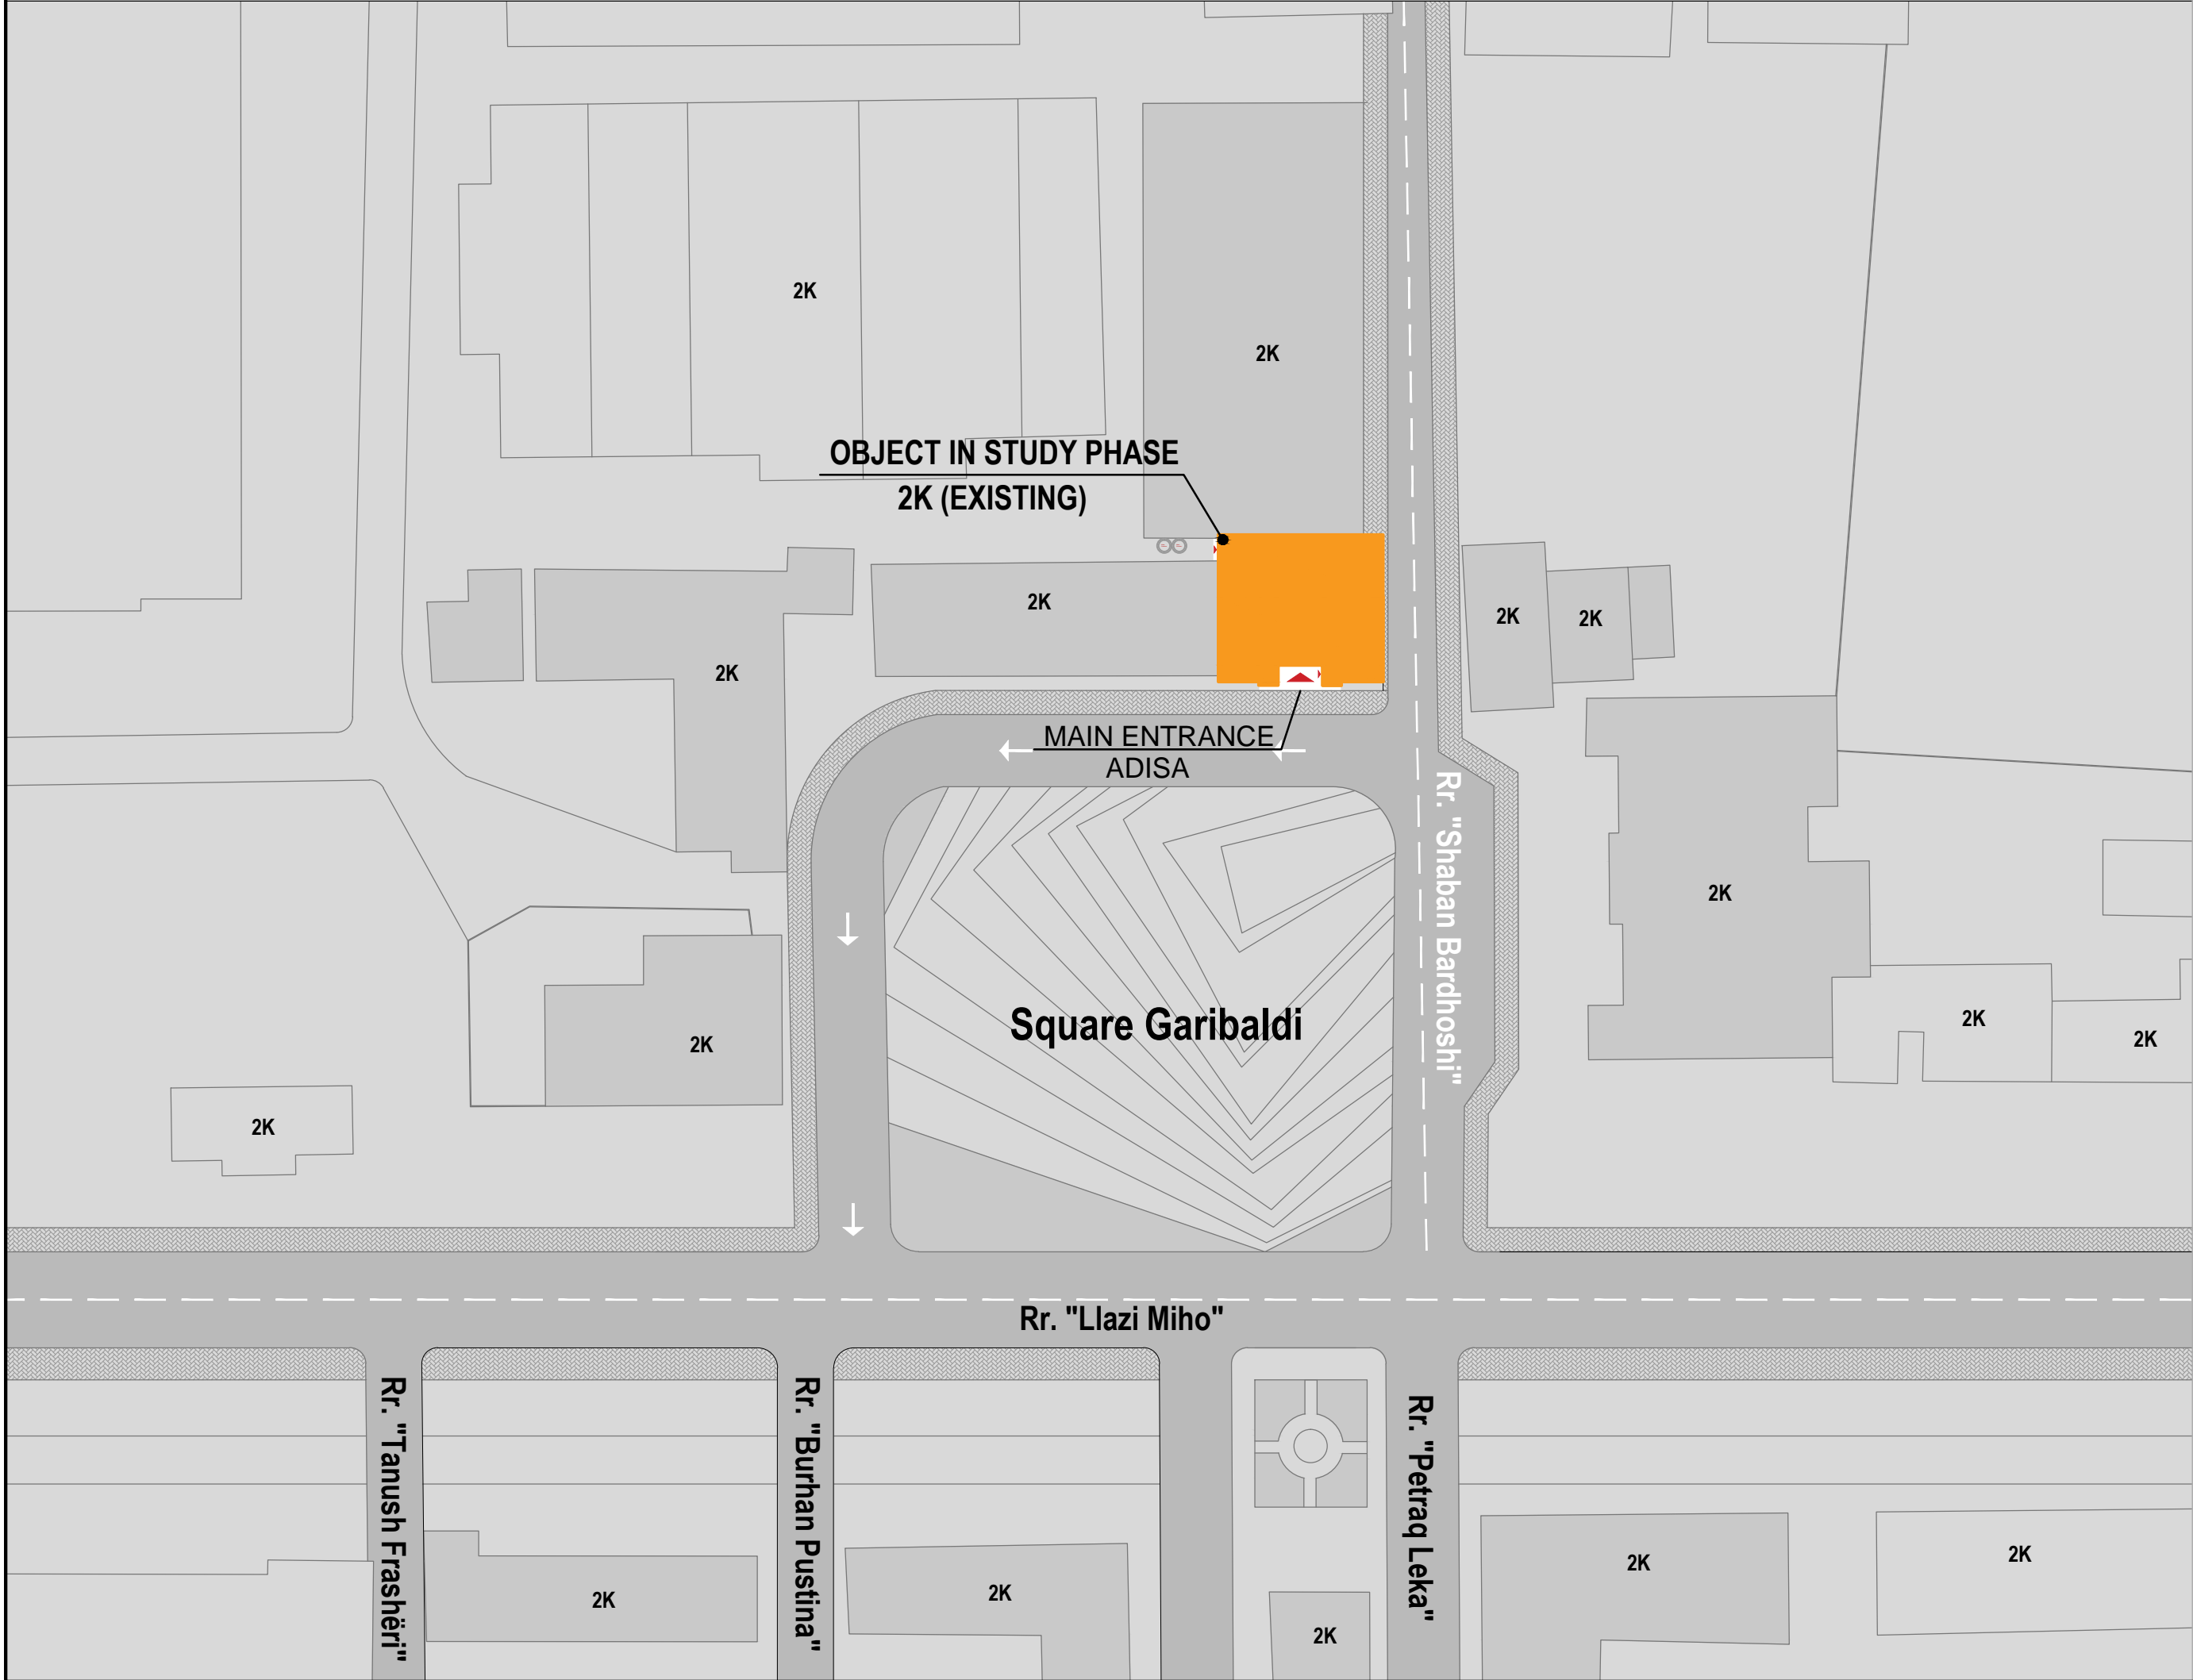 2K
2K
OBJECT IN STUDY PHASE
2K (EXISTING)
2K
2K
2K
2K
MAIN ENTRANCE
ADISA
Rr. "Shaban Bardhoshi"
2K
Square Garibaldi
2K
2K
2K
2K
Rr. "Llazi Miho"
Rr. "Tanush Frashëri"
Rr. "Burhan Pustina"
Rr. "Petraq Leka"
2K
2K
2K
2K
2K